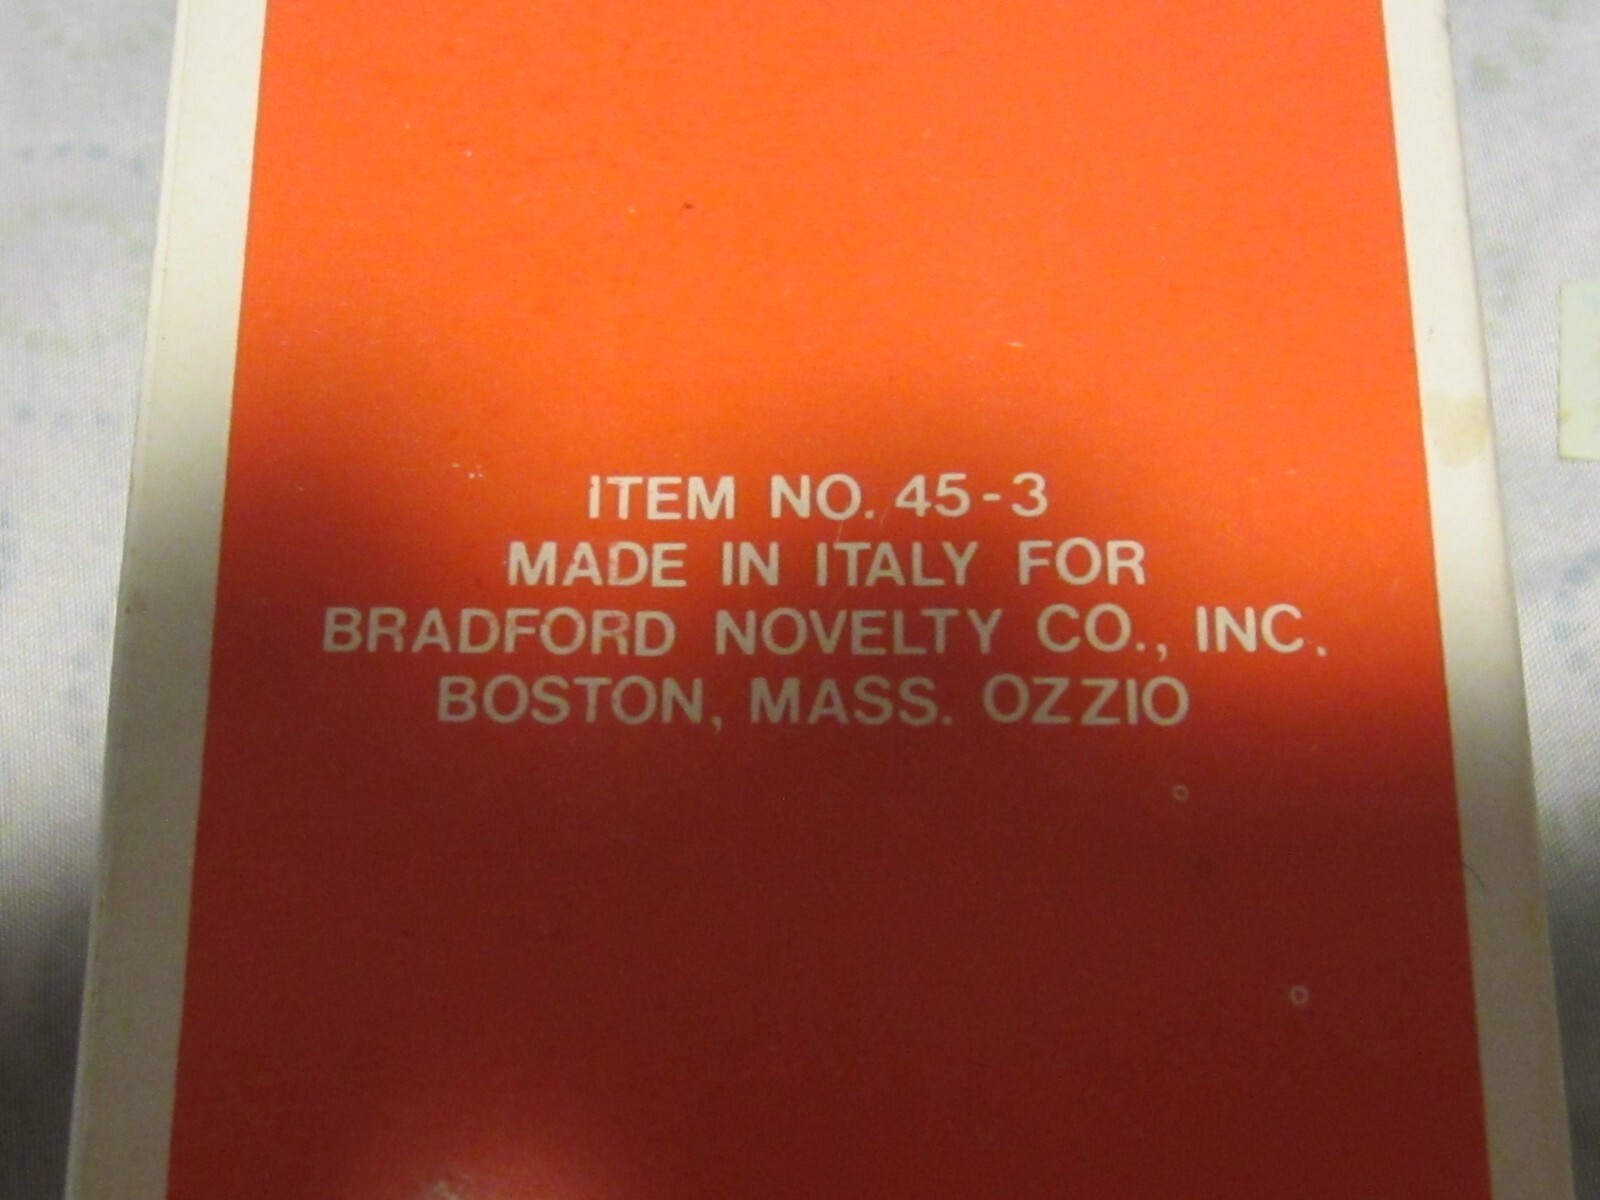 ITEM NO. 45-3
MADE IN ITALY FOR
BRADFORD NOVELTY CO., INC.
BOSTON, MASS. OZZIO